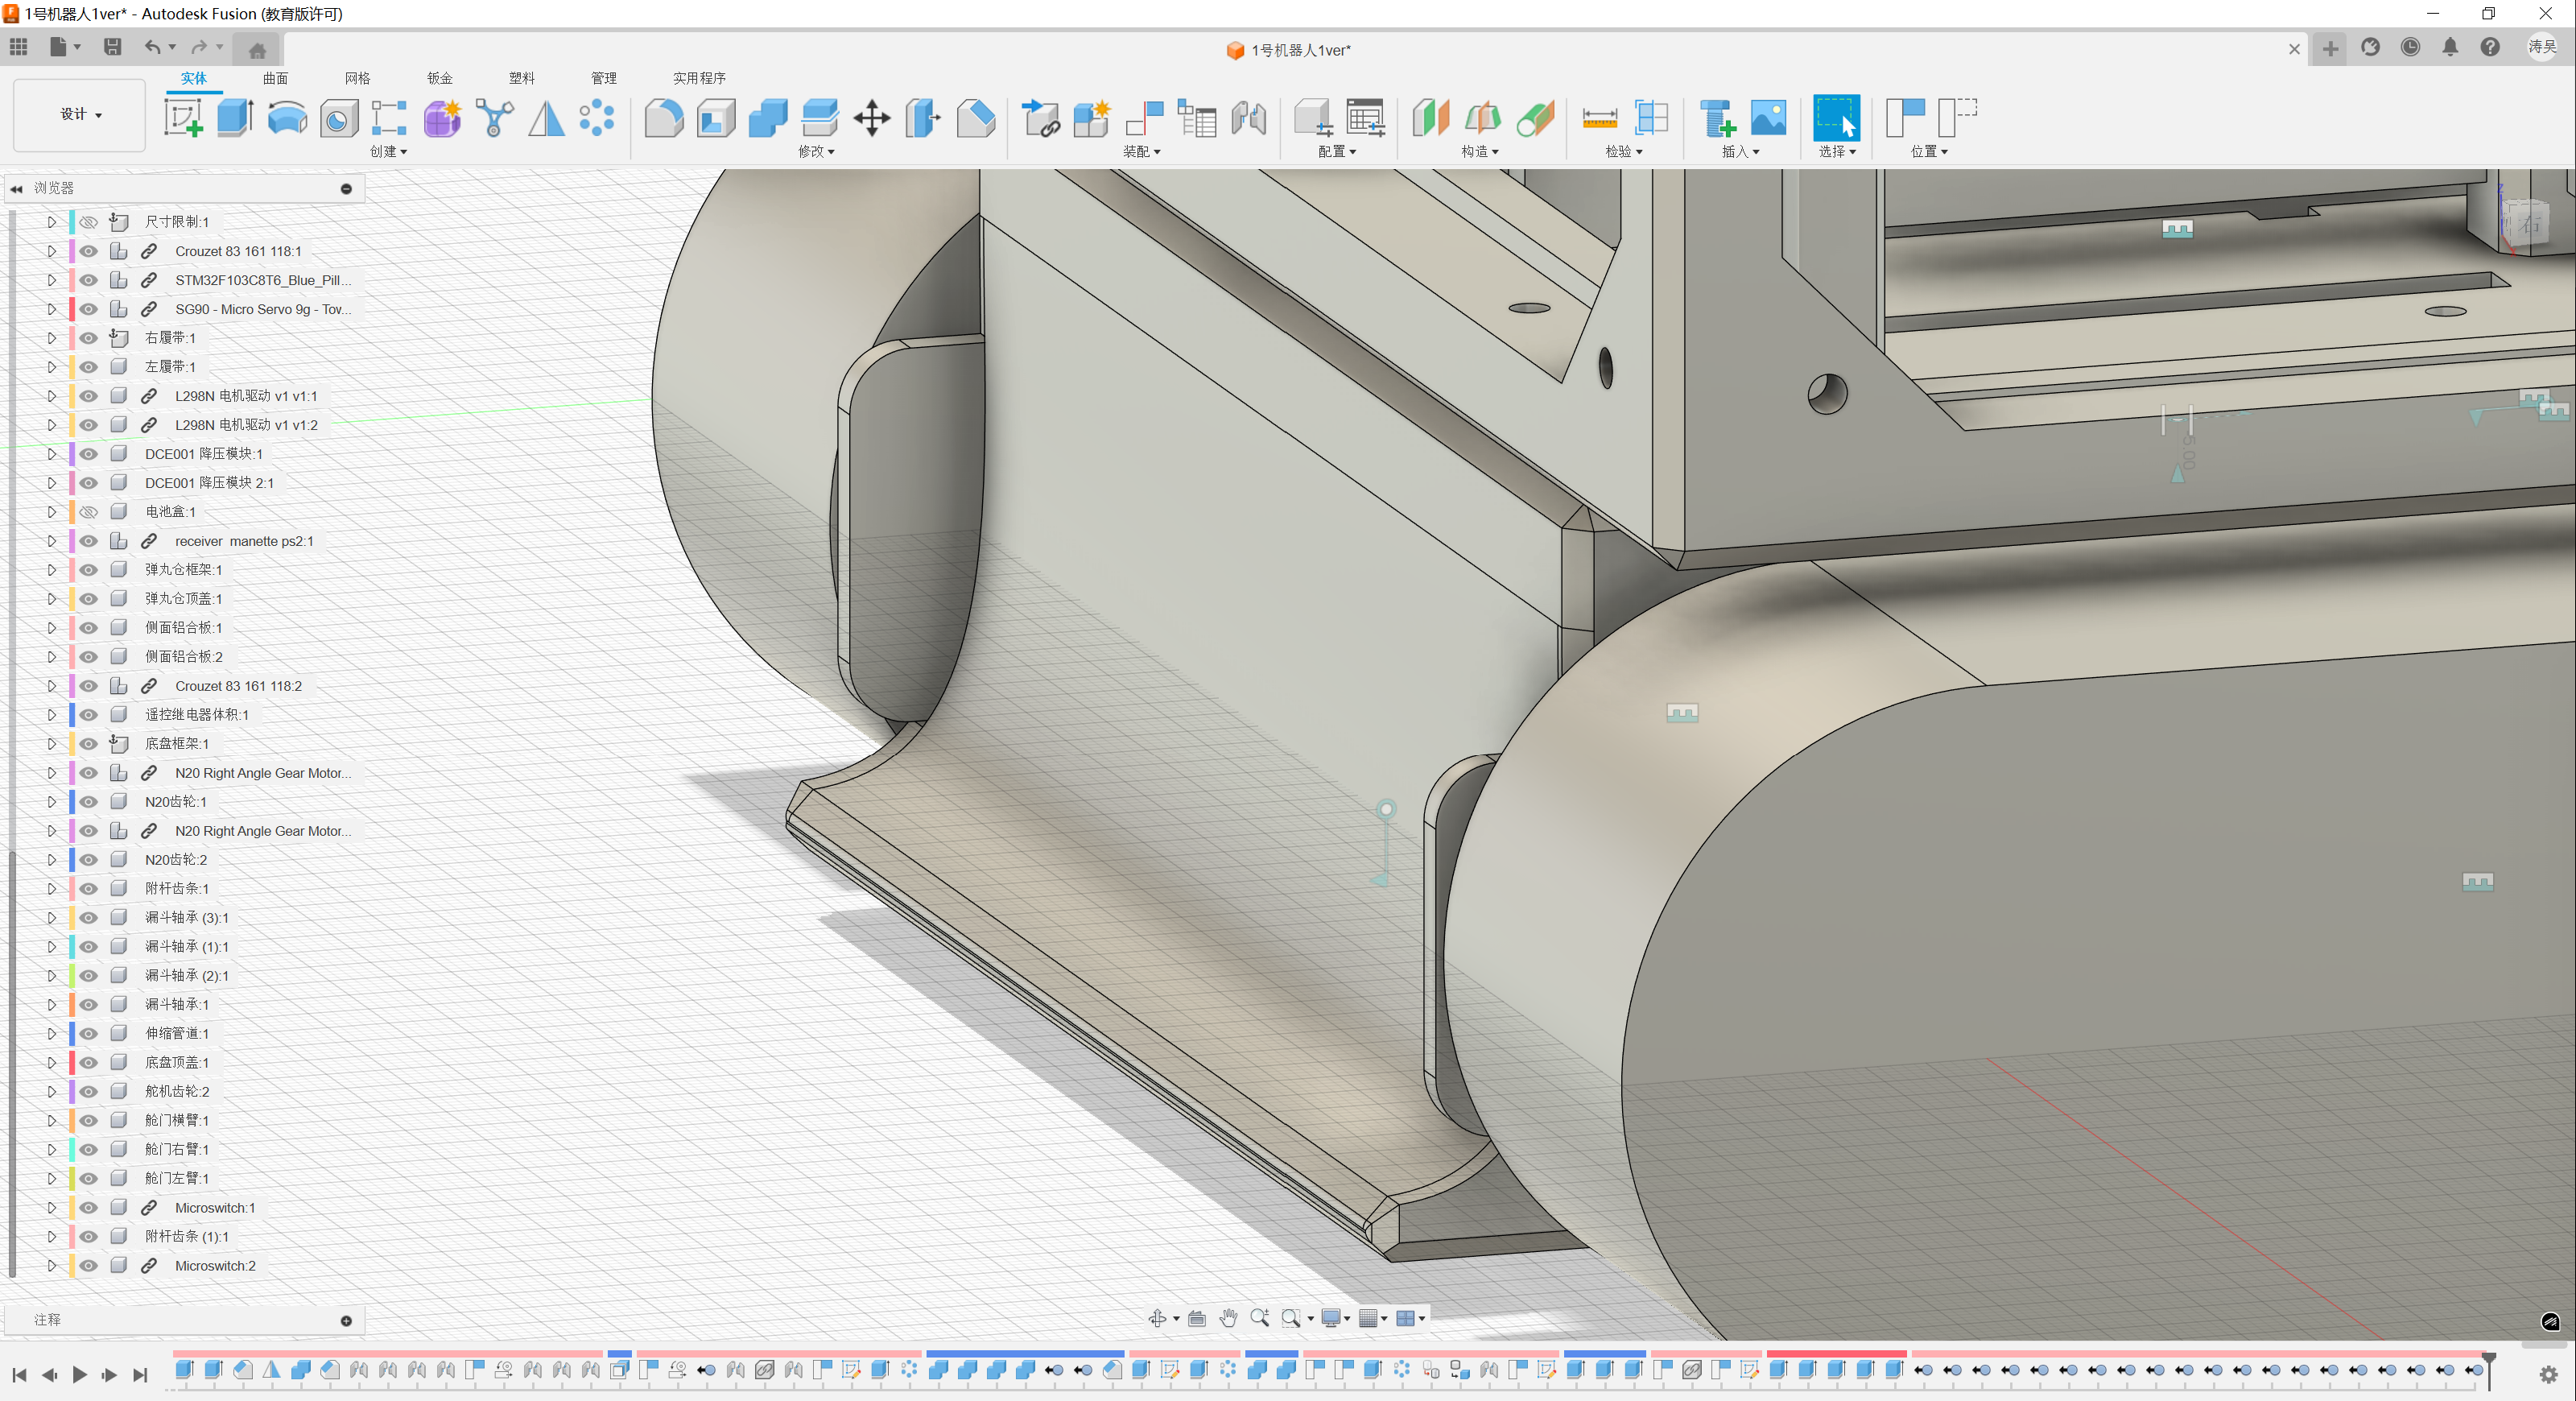 1号机器人1ver* - Autodesk Fusion (教育版许可)
1号机器人1ver*
涛吴
设计
实体 曲面 网格 钣金 塑料 管理 实用程序
创建 修改 装配 配置 构造 检验 插入 选择 位置
浏览器
尺寸限制:1
Crouzet 83 161 118:1
STM32F103C8T6_Blue_Pill...
SG90 - Micro Servo 9g - Tow...
右履带:1
左履带:1
L298N 电机驱动 v1 v1:1
L298N 电机驱动 v1 v1:2
DCE001 降压模块:1
DCE001 降压模块 2:1
电池盒:1
receiver manette ps2:1
弹丸仓框架:1
弹丸仓顶盖:1
侧面铝合板:1
侧面铝合板:2
Crouzet 83 161 118:2
遥控继电器体积:1
底盘框架:1
N20 Right Angle Gear Motor...
N20齿轮:1
N20 Right Angle Gear Motor...
N20齿轮:2
附杆齿条:1
漏斗轴承 (3):1
漏斗轴承 (1):1
漏斗轴承 (2):1
漏斗轴承:1
伸缩管道:1
底盘顶盖:1
舵机齿轮:2
舱门横臂:1
舱门右臂:1
舱门左臂:1
Microswitch:1
附杆齿条 (1):1
Microswitch:2
注释
5.00
右
Z